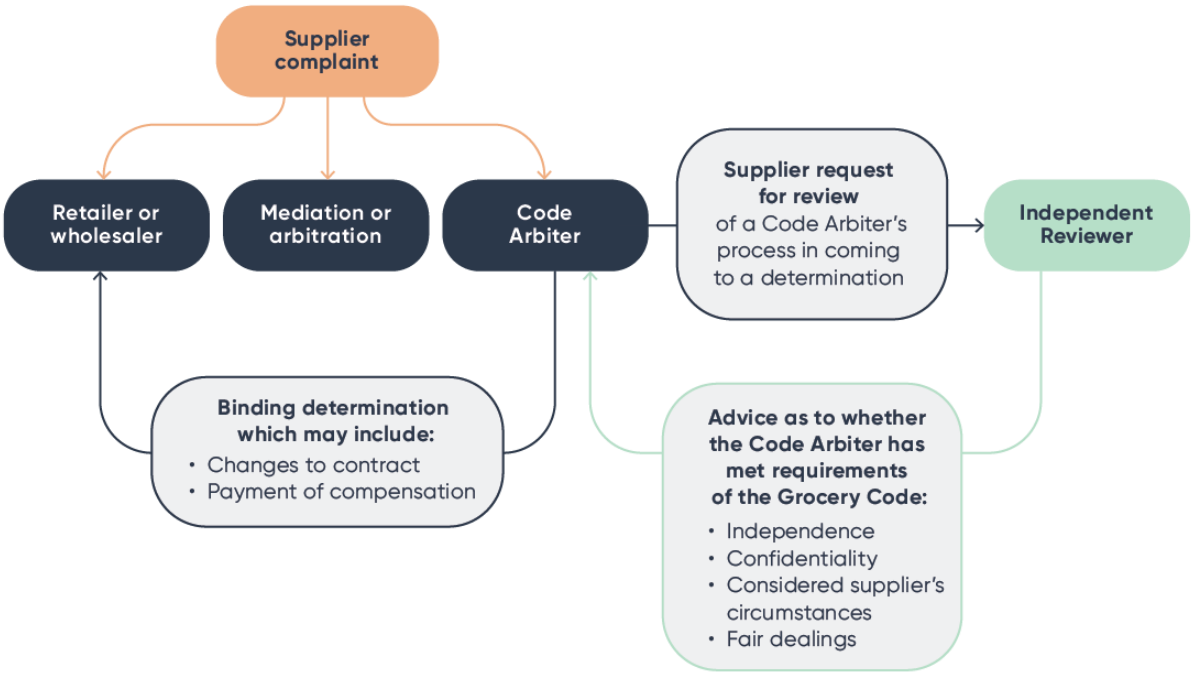 Supplier
complaint
Retailer or
wholesaler
Mediation or
arbitration
Code
Arbiter
Supplier request
for review
of a Code Arbiter's
process in coming
to a determination
Independent
Reviewer
Binding determination
which may include:
• Changes to contract
• Payment of compensation
Advice as to whether
the Code Arbiter has
met requirements
of the Grocery Code:
• Independence
• Confidentiality
• Considered supplier's
circumstances
• Fair dealings